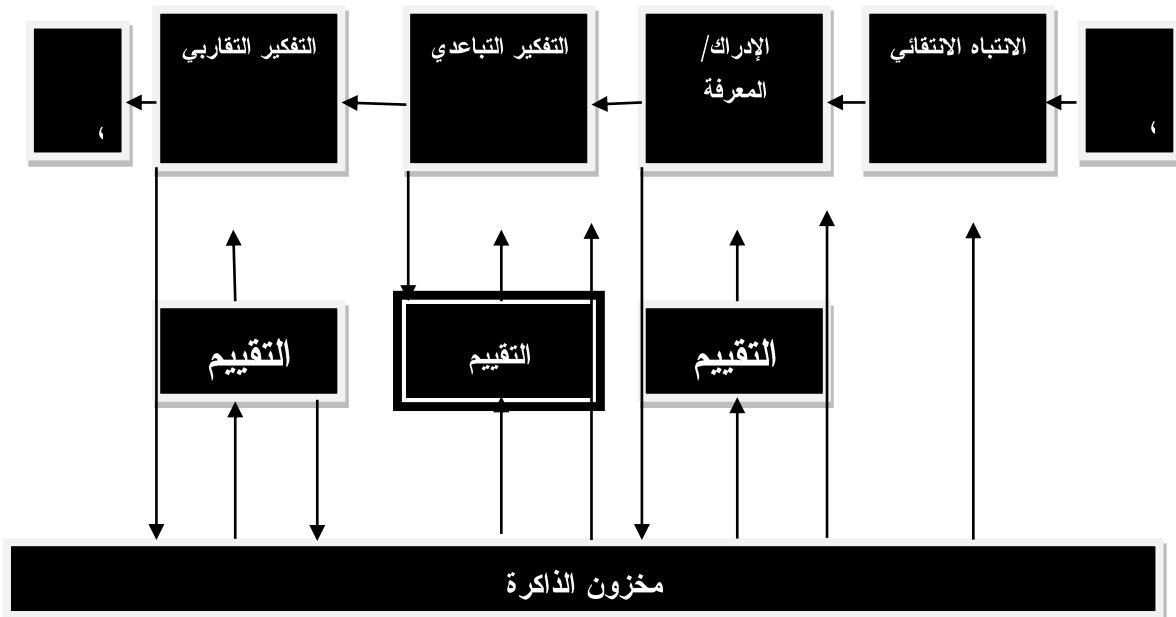 الانتباه الانتقائي
الإدراك/
المعرفة
التفكير التباعدي
التفكير التقاربي
،
،
التقييم
التقييم
التقييم
مخزون الذاكرة